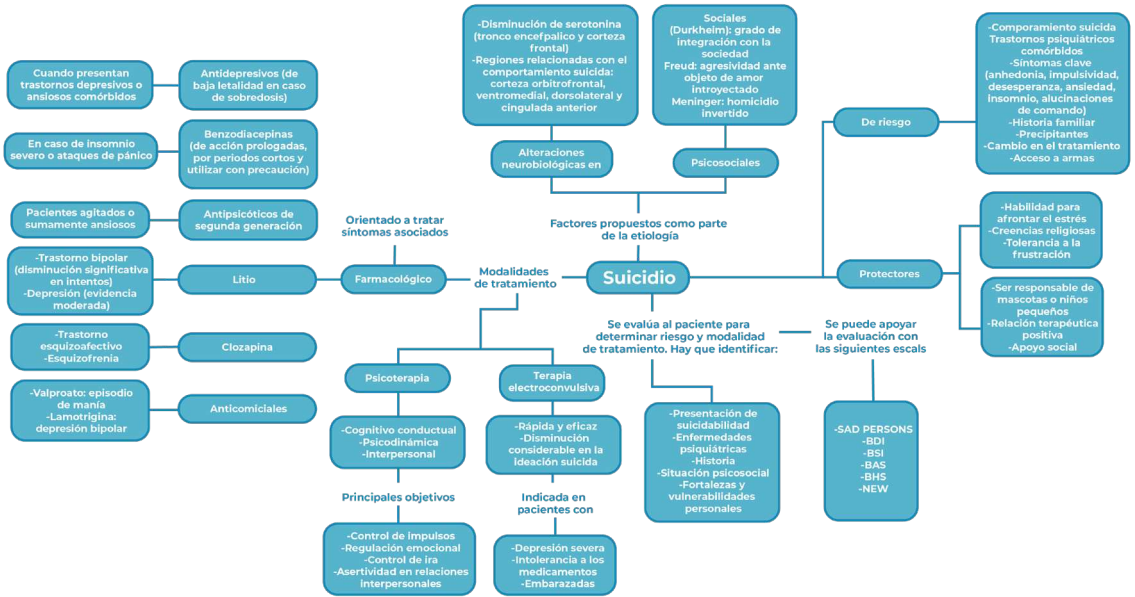 Suicidio
Factores propuestos como parte
de la etiología
Alteraciones
neurobiológicas en
-Disminución de serotonina
(tronco encefpalico y corteza
frontal)
-Regiones relacionadas con el
comportamiento suicida:
corteza orbitrofrontal,
ventromedial, dorsolateral y
cingulada anterior
Psicosociales
Sociales
(Durkheim): grado de
integración con la
sociedad
Freud: agresividad ante
objeto de amor
introyectado
Meninger: homicidio
invertido
De riesgo
-Comporamiento suicida
Trastornos psiquiátricos
comórbidos
-Síntomas clave
(anhedonia, impulsividad,
desesperanza, ansiedad,
insomnio, alucinaciones
de comando)
-Historia familiar
-Precipitantes
-Cambio en el tratamiento
-Acceso a armas
Protectores
-Habilidad para
afrontar el estrés
-Creencias religiosas
-Tolerancia a la
frustración
-Ser responsable de
mascotas o niños
pequeños
-Relación terapéutica
positiva
-Apoyo social
Se evalúa al paciente para
determinar riesgo y modalidad
de tratamiento. Hay que identificar:
-Presentación de
suicidabilidad
-Enfermedades
psiquiátricas
-Historia
-Situación psicosocial
-Fortalezas y
vulnerabilidades
personales
Se puede apoyar
la evaluación con
las siguientes escals
-SAD PERSONS
-BDI
-BSI
-BAS
-BHS
-NEW
Modalidades
de tratamiento
Farmacológico
Orientado a tratar
síntomas asociados
Antidepresivos (de
baja letalidad en caso
de sobredosis)
Cuando presentan
trastornos depresivos o
ansiosos comórbidos
Benzodiacepinas
(de acción prologadas,
por periodos cortos y
utilizar con precaución)
En caso de insomnio
severo o ataques de pánico
Antipsicóticos de
segunda generación
Pacientes agitados o
sumamente ansiosos
Litio
-Trastorno bipolar
(disminución significativa
en intentos)
-Depresión (evidencia
moderada)
Clozapina
-Trastorno
esquizoafectivo
-Esquizofrenia
Anticomiciales
-Valproato: episodio
de manía
-Lamotrigina:
depresión bipolar
Psicoterapia
-Cognitivo conductual
-Psicodinámica
-Interpersonal
Principales objetivos
-Control de impulsos
-Regulación emocional
-Control de ira
-Asertividad en relaciones
interpersonales
Terapia
electroconvulsiva
-Rápida y eficaz
-Disminución
considerable en la
ideación suicida
Indicada en
pacientes con
-Depresión severa
-Intolerancia a los
medicamentos
-Embarazadas